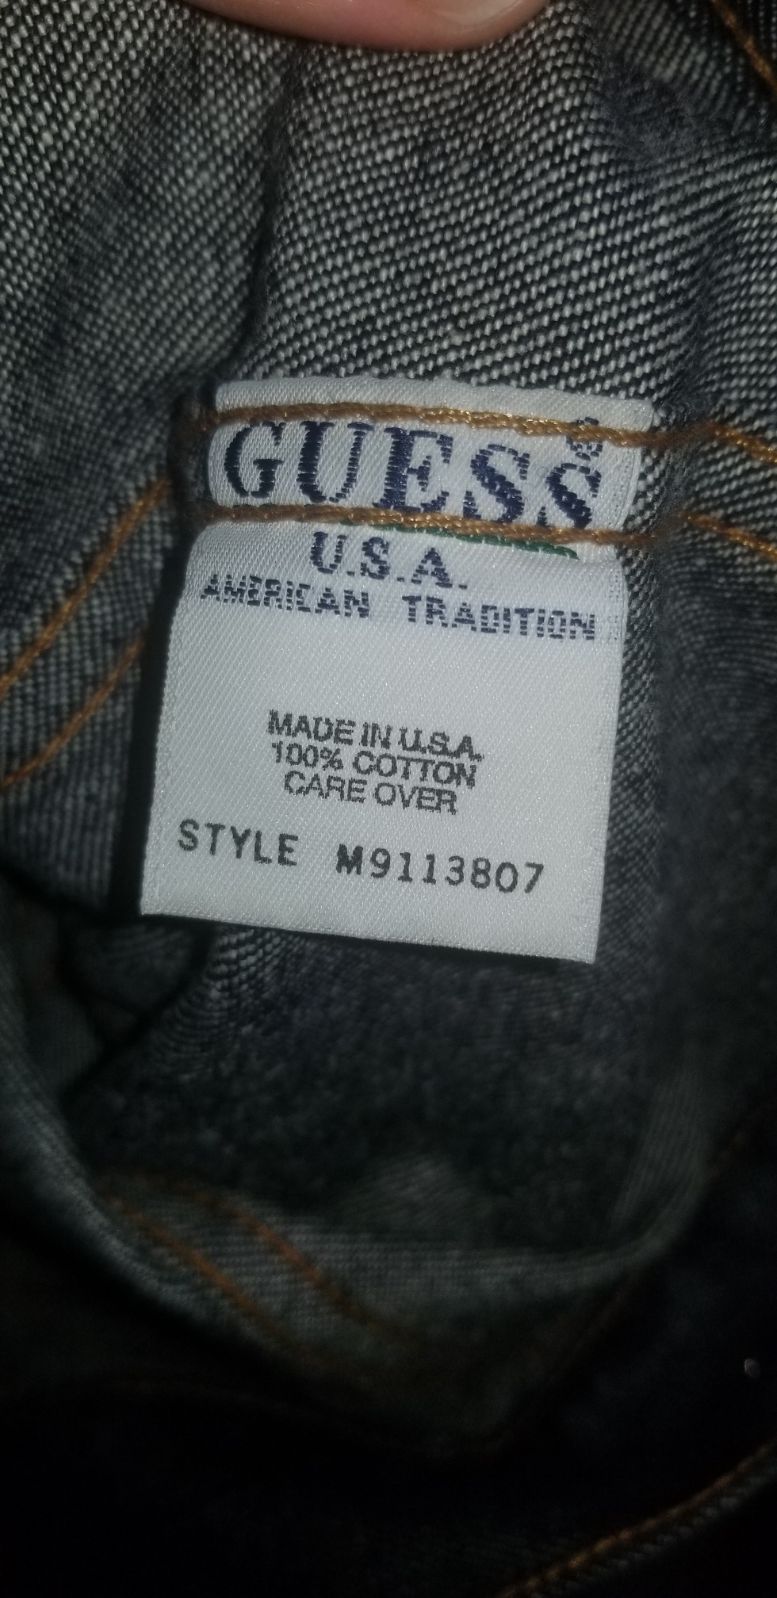 GUESS
U.S.A.
AMERICAN TRADITION
MADE IN U.S.A.
100% COTTON
CARE OVER
STYLE M9113807